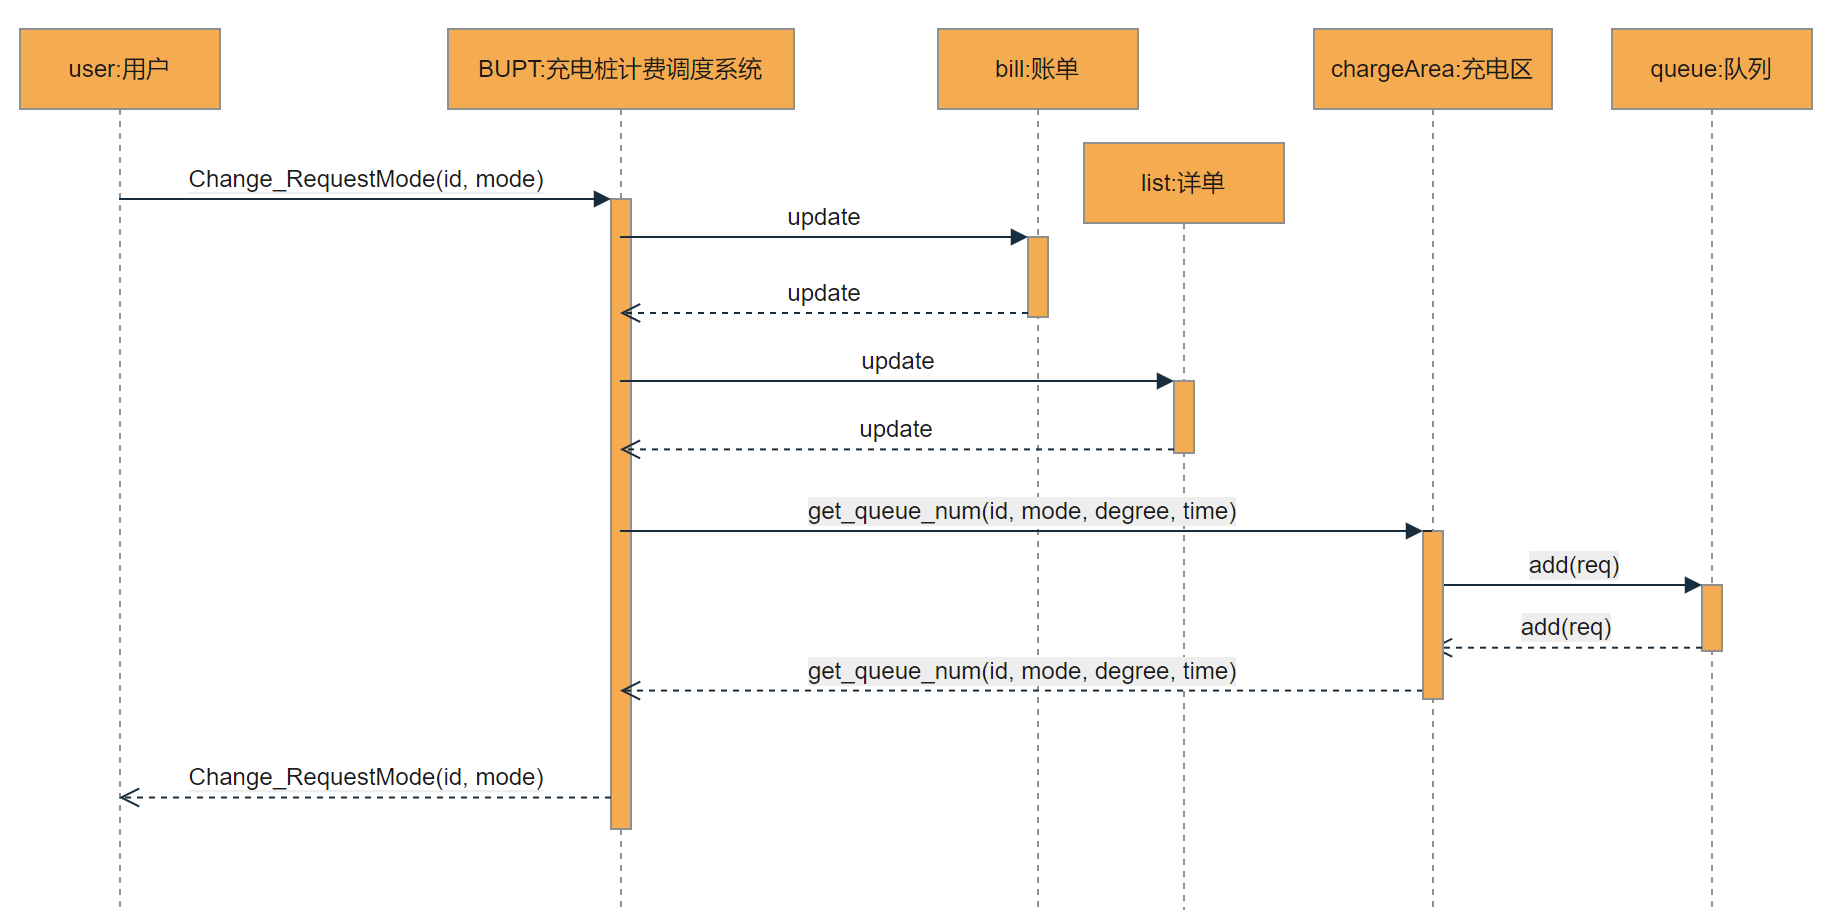 user:用户
BUPT:充电桩计费调度系统
bill:账单
chargeArea:充电区
queue:队列
list:详单
Change_RequestMode(id, mode)
update
update
update
update
get_queue_num(id, mode, degree, time)
add(req)
add(req)
get_queue_num(id, mode, degree, time)
Change_RequestMode(id, mode)